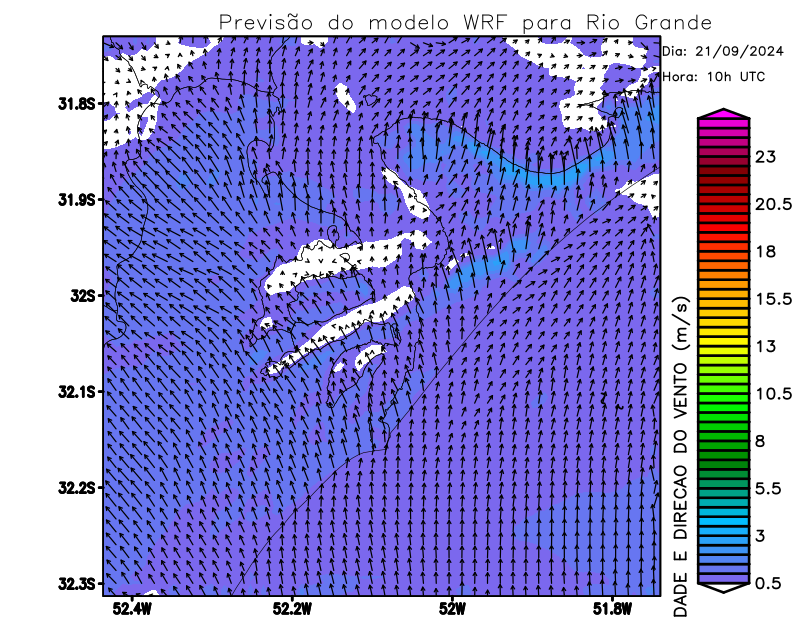 Previsão do modelo WRF para Rio Grande
Dia: 21/09/2024
Hora: 10h UTC
31.8S
31.9S
32S
32.1S
32.2S
32.3S
52.4W
52.2W
52W
51.8W
23
20.5
18
15.5
13
10.5
8
5.5
3
0.5
DADE E DIRECAO DO VENTO (m/s)